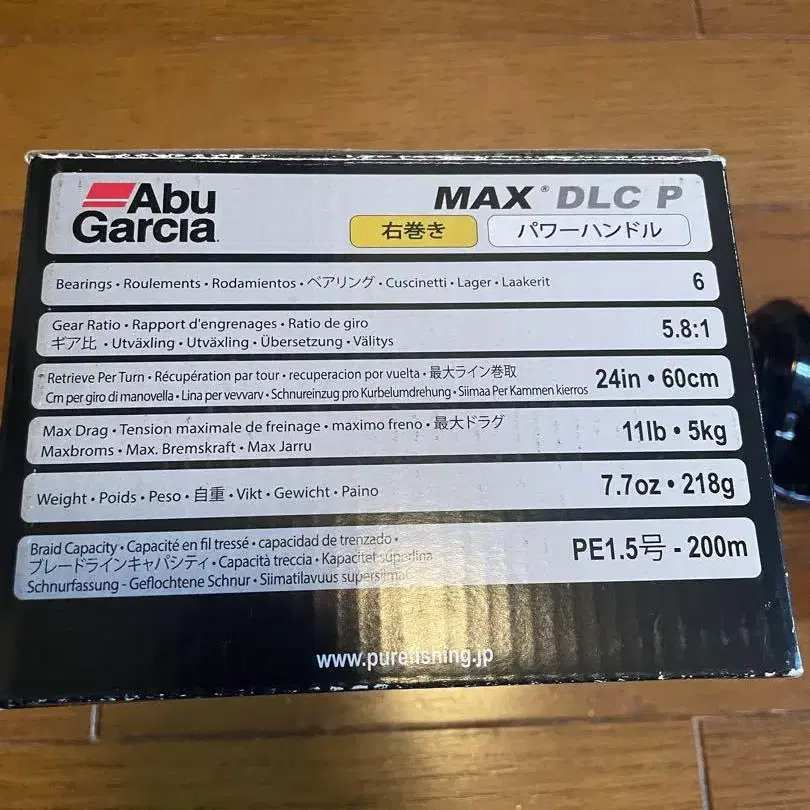 Abu
Garcia
MAX® DLC P
右巻き
パワーハンドル
Bearings • Roulements • Rodamientos • ベアリング • Cuscinetti • Lager • Laakerit
6
Gear Ratio • Rapport d'engrenages • Ratio de giro
ギア比 • Utväxling • Utväxling • Übersetzung • Välitys
5.8:1
Retrieve Per Turn • Récupération par tour • recuperacion por vuelta • 最大ライン巻取
Cm per giro di manovella • Lina per vevvarv • Schnureinzug pro Kurbelumdrehung • Siimaa Per Kammen kierros
24in • 60cm
Max Drag • Tension maximale de freinage • maximo freno • 最大ドラグ
Maxbroms • Max. Bremskraft • Max Jarru
11lb • 5kg
Weight • Poids • Peso • 自重 • Vikt • Gewicht • Paino
7.7oz • 218g
Braid Capacity • Capacité en fil tressé • capacidad de trenzado •
ブレードラインキャパシティ • Capacità treccia • Kapacitet superlina
Schnurfassung - Geflochtene Schnur • Siimatilavuus supersiimat
PE1.5号 - 200m
www.purefishing.jp